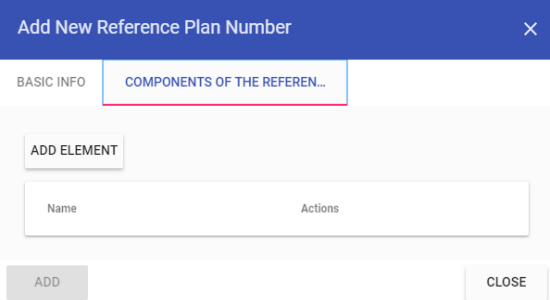 Add New Reference Plan Number
BASIC INFO
COMPONENTS OF THE REFEREN...
ADD ELEMENT
Name Actions
ADD CLOSE